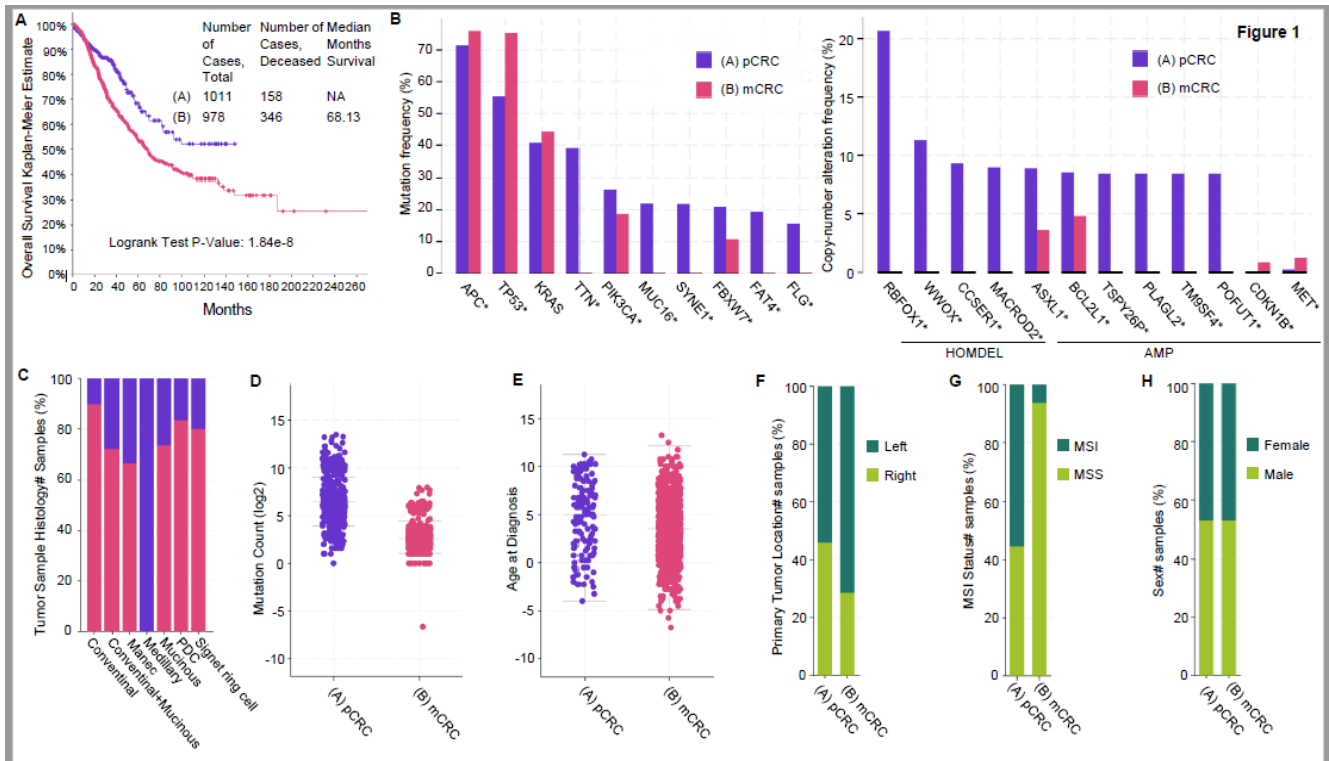 A
Overall Survival Kaplan-Meier Estimate
100%
90%
80%
70%
60%
50%
40%
30%
20%
10%
0%
0 20 40 60 80 100 120 140 160 180 200 220 240 260
Months
Number of Cases, Total
Number of Cases, Deceased
Median Months Survival
(A) 1011 158 NA
(B) 978 346 68.13
Logrank Test P-Value: 1.84e-8
B
Mutation frequency (%)
70
60
50
40
30
20
10
0
(A) pCRC
(B) mCRC
APC*
TP53*
KRAS
TTN*
PIK3CA*
MUC16*
SYNE1*
FBXW7*
FAT4*
FLG*
Figure 1
Copy-number alteration frequency (%)
20
15
10
5
0
(A) pCRC
(B) mCRC
RBFOX1*
WWOX*
CCSER1*
MACROD2*
ASXL1*
BCL2L1*
TSPY26P*
PLAGL2*
TM9SF4*
POFUT1*
CDKN1B*
MET*
HOMDEL
AMP
C
Tumor Sample Histology# Samples (%)
100
80
60
40
20
0
Conventinal
Conventinal+Mucinous
Manec
Medillary
Mucinous
PDC
Signet ring cell
D
Mutation Count (log2)
15
10
5
0
-5
-10
(A) pCRC
(B) mCRC
E
Age at Diagnosis
15
10
5
0
-5
-10
(A) pCRC
(B) mCRC
F
Primary Tumor Location# samples (%)
100
80
60
40
20
0
Left
Right
(A) pCRC
(B) mCRC
G
MSI Status# samples (%)
100
80
60
40
20
0
MSI
MSS
(A) pCRC
(B) mCRC
H
Sex# samples (%)
100
80
60
40
20
0
Female
Male
(A) pCRC
(B) mCRC